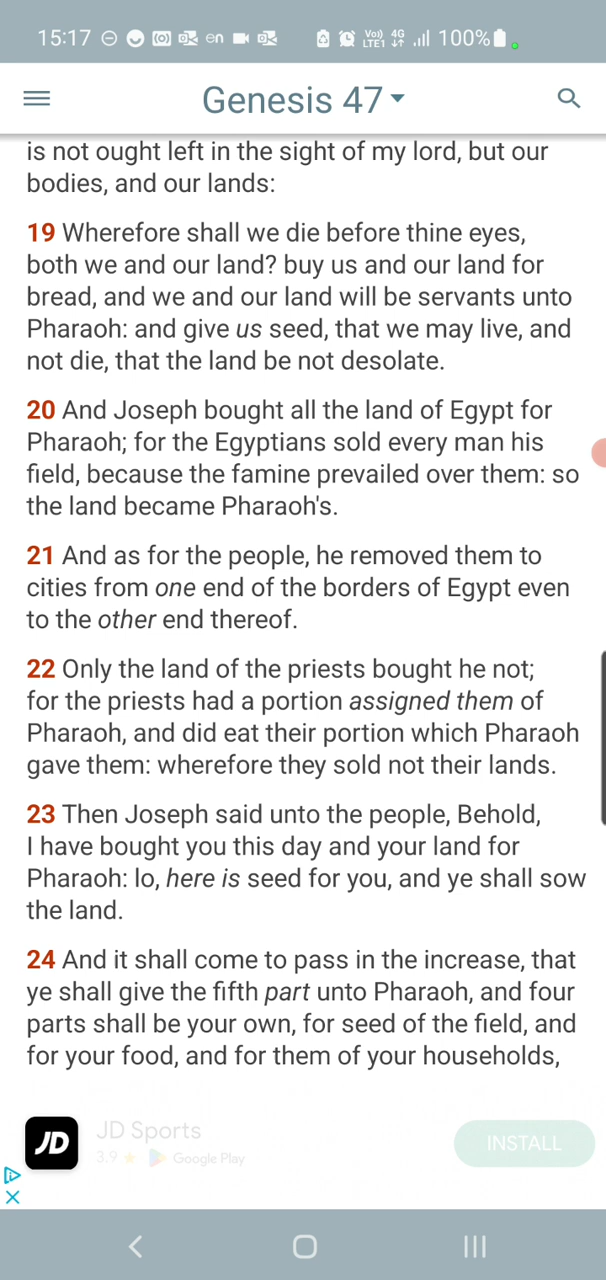 15:17 en Vo) LTE1 4G 100%
Genesis 47
is not ought left in the sight of my lord, but our
bodies, and our lands:
19 Wherefore shall we die before thine eyes,
both we and our land? buy us and our land for
bread, and we and our land will be servants unto
Pharaoh: and give us seed, that we may live, and
not die, that the land be not desolate.
20 And Joseph bought all the land of Egypt for
Pharaoh; for the Egyptians sold every man his
field, because the famine prevailed over them: so
the land became Pharaoh's.
21 And as for the people, he removed them to
cities from one end of the borders of Egypt even
to the other end thereof.
22 Only the land of the priests bought he not;
for the priests had a portion assigned them of
Pharaoh, and did eat their portion which Pharaoh
gave them: wherefore they sold not their lands.
23 Then Joseph said unto the people, Behold,
I have bought you this day and your land for
Pharaoh: lo, here is seed for you, and ye shall sow
the land.
24 And it shall come to pass in the increase, that
ye shall give the fifth part unto Pharaoh, and four
parts shall be your own, for seed of the field, and
for your food, and for them of your households,
JD
JD Sports
3.9 Google Play
INSTALL